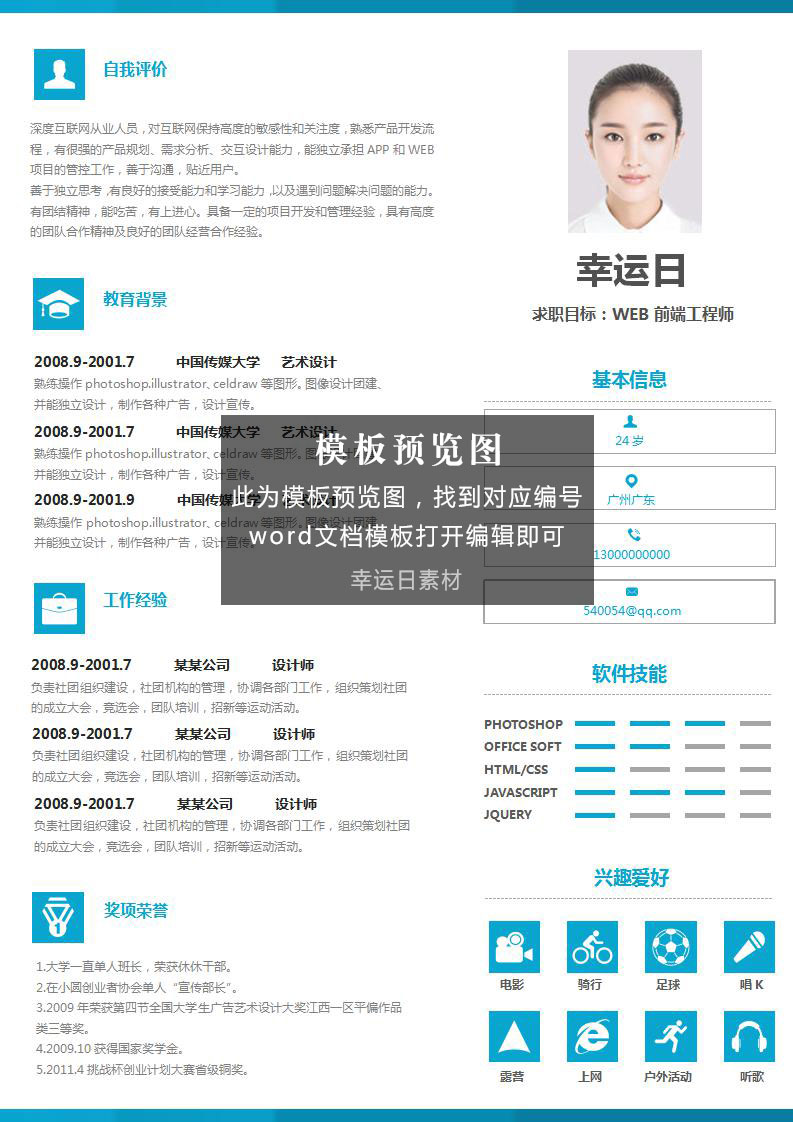 自我评价
深度互联网从业人员，对互联网保持高度的敏感性和关注度，熟悉产品开发流
程，有很强的产品规划、需求分析、交互设计能力，能独立承担 APP 和 WEB
项目的管控工作，善于沟通，贴近用户。
善于独立思考，有良好的接受能力和学习能力，以及遇到问题解决问题的能力。
有团结精神，能吃苦，有上进心。具备一定的项目开发和管理经验，具有高度
的团队合作精神及良好的团队经营合作经验。
教育背景
2008.9-2001.7 中国传媒大学 艺术设计
熟练操作 photoshop.illustrator、celdraw 等图形。图像设计团建、
并能独立设计，制作各种广告，设计宣传。
2008.9-2001.7 中国传媒大学 艺术设计
熟练操作 photoshop.illustrator、celdraw 等图形。图像设计团建、
并能独立设计，制作各种广告，设计宣传。
2008.9-2001.9 中国传媒大学
熟练操作 photoshop.illustrator、celdraw 等图形。图像设计团建、
并能独立设计，制作各种广告，设计宣传。
模板预览图
此为模板预览图，找到对应编号
word文档模板打开编辑即可
幸运日素材
工作经验
2008.9-2001.7 某某公司 设计师
负责社团组织建设，社团机构的管理，协调各部门工作，组织策划社团
的成立大会，竞选会，团队培训，招新等运动活动。
2008.9-2001.7 某某公司 设计师
负责社团组织建设，社团机构的管理，协调各部门工作，组织策划社团
的成立大会，竞选会，团队培训，招新等运动活动。
2008.9-2001.7 某某公司 设计师
负责社团组织建设，社团机构的管理，协调各部门工作，组织策划社团
的成立大会，竞选会，团队培训，招新等运动活动。
1
奖项荣誉
1.大学一直单人班长，荣获休休干部。
2.在小圆创业者协会单人“宣传部长”。
3.2009 年荣获第四节全国大学生广告艺术设计大奖江西一区平偏作品
类三等奖。
4.2009.10 获得国家奖学金。
5.2011.4 挑战杯创业计划大赛省级铜奖。
幸运日
求职目标：WEB 前端工程师
基本信息
24 岁
广州广东
13000000000
540054@qq.com
软件技能
PHOTOSHOP
OFFICE SOFT
HTML/CSS
JAVASCRIPT
JQUERY
兴趣爱好
电影 骑行 足球 唱 K
露营 上网 户外活动 听歌